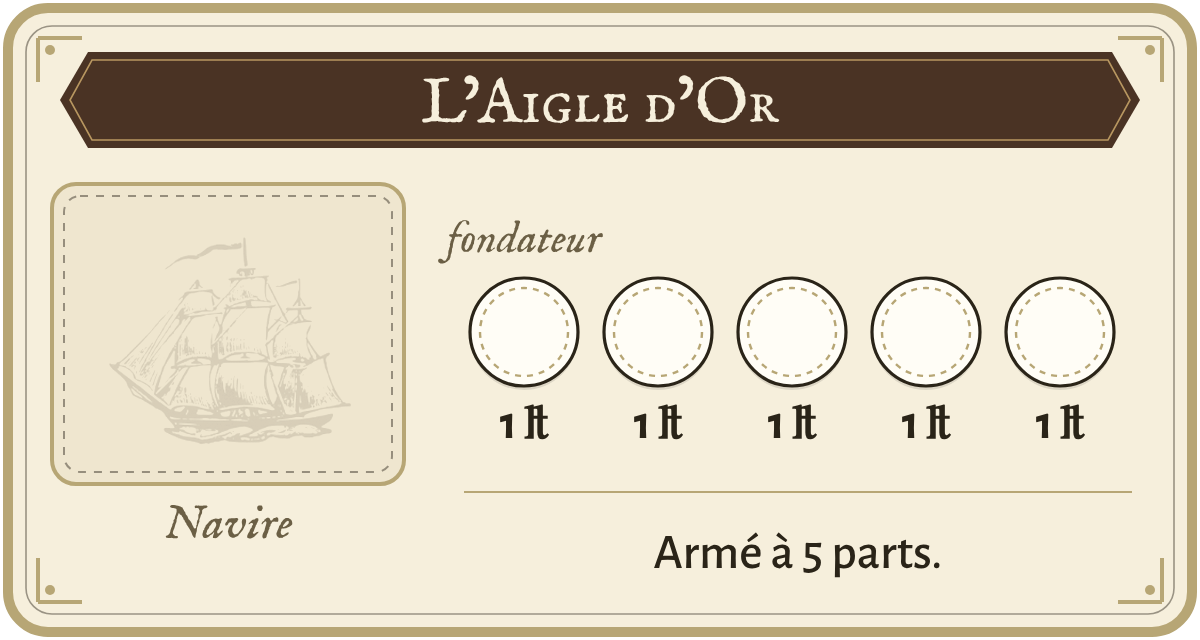 L'Aigle d'Or
fondateur
1 ₶ 1 ₶ 1 ₶ 1 ₶ 1 ₶
Navire
Armé à 5 parts.